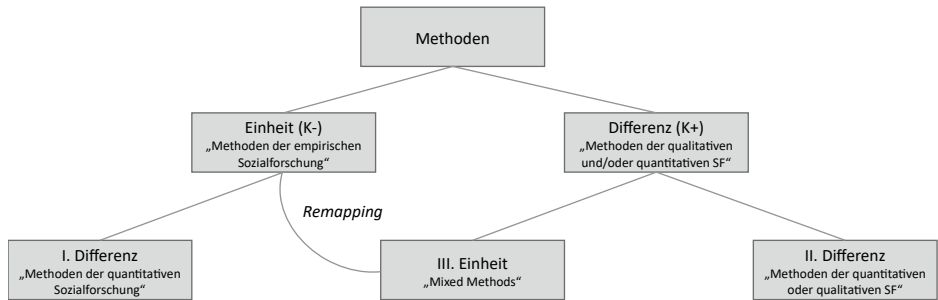 Methoden
Einheit (K-)
„Methoden der empirischen
Sozialforschung“
Differenz (K+)
„Methoden der qualitativen
und/oder quantitativen SF“
Remapping
I. Differenz
„Methoden der quantitativen
Sozialforschung“
III. Einheit
„Mixed Methods“
II. Differenz
„Methoden der quantitativen
oder qualitativen SF“